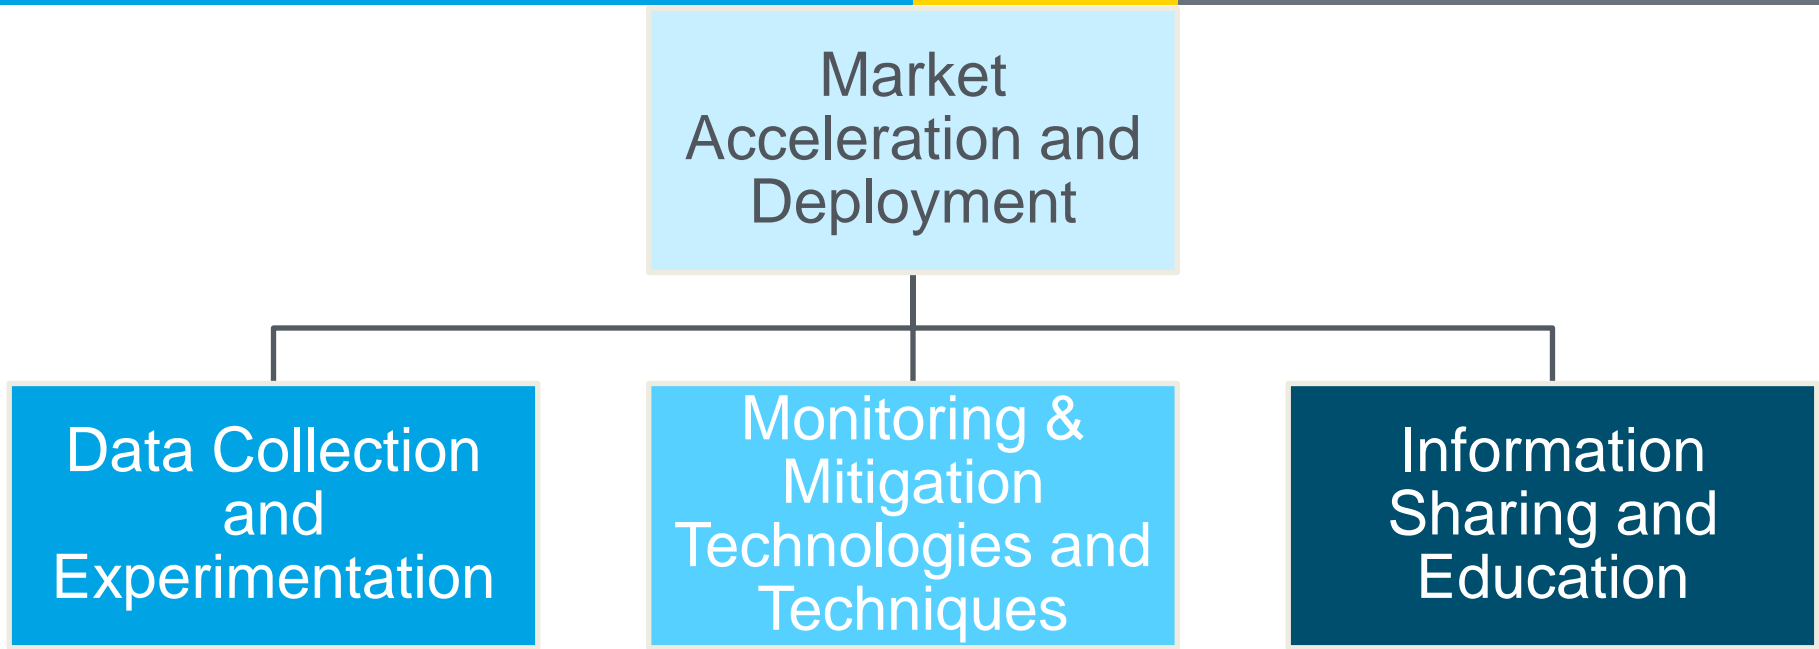 Market
Acceleration and
Deployment
Data Collection
and
Experimentation
Monitoring &
Mitigation
Technologies and
Techniques
Information
Sharing and
Education